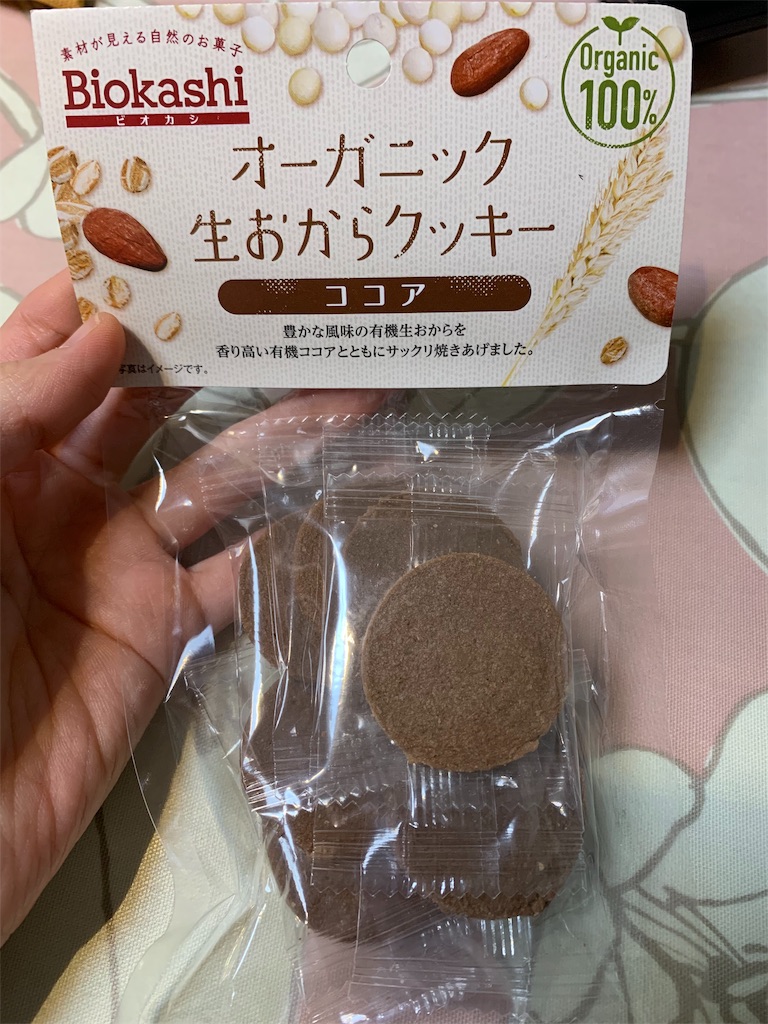 素材が見える自然のお菓子
Biokashi
ビオカシ
Organic
100%
オーガニック
生おからクッキー
ココア
豊かな風味の有機生おからを
香り高い有機ココアとともにサックリ焼きあげました。
写真はイメージです。